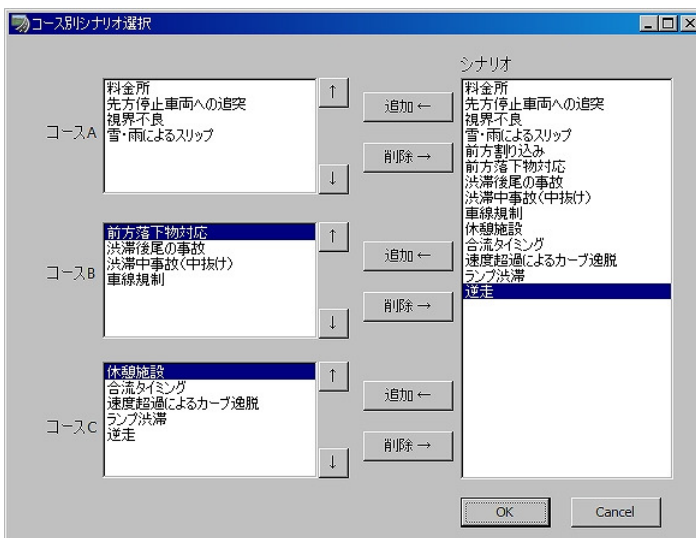 コース別シナリオ選択
シナリオ
コースA
料金所
先方停止車両への追突
視界不良
雪・雨によるスリップ
↑
↓
追加 ←
削除 →
コースB
前方落下物対応
渋滞後尾の事故
渋滞中事故(中抜け)
車線規制
↑
↓
追加 ←
削除 →
コースC
休憩施設
合流タイミング
速度超過によるカーブ逸脱
ランプ渋滞
逆走
↑
↓
追加 ←
削除 →
料金所
先方停止車両への追突
視界不良
雪・雨によるスリップ
前方割り込み
前方落下物対応
渋滞後尾の事故
渋滞中事故(中抜け)
車線規制
休憩施設
合流タイミング
速度超過によるカーブ逸脱
ランプ渋滞
逆走
OK
Cancel